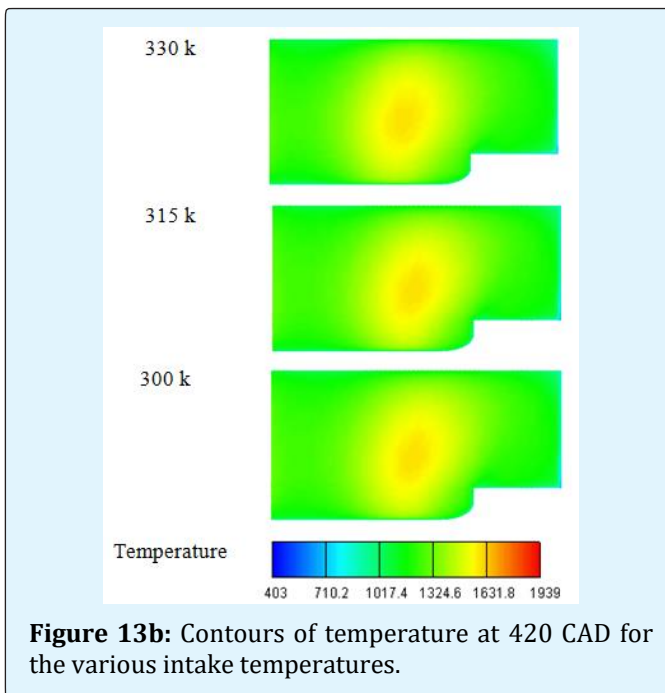 330 k
315 k
300 k
Temperature
403 710.2 1017.4 1324.6 1631.8 1939
Figure 13b: Contours of temperature at 420 CAD for
the various intake temperatures.